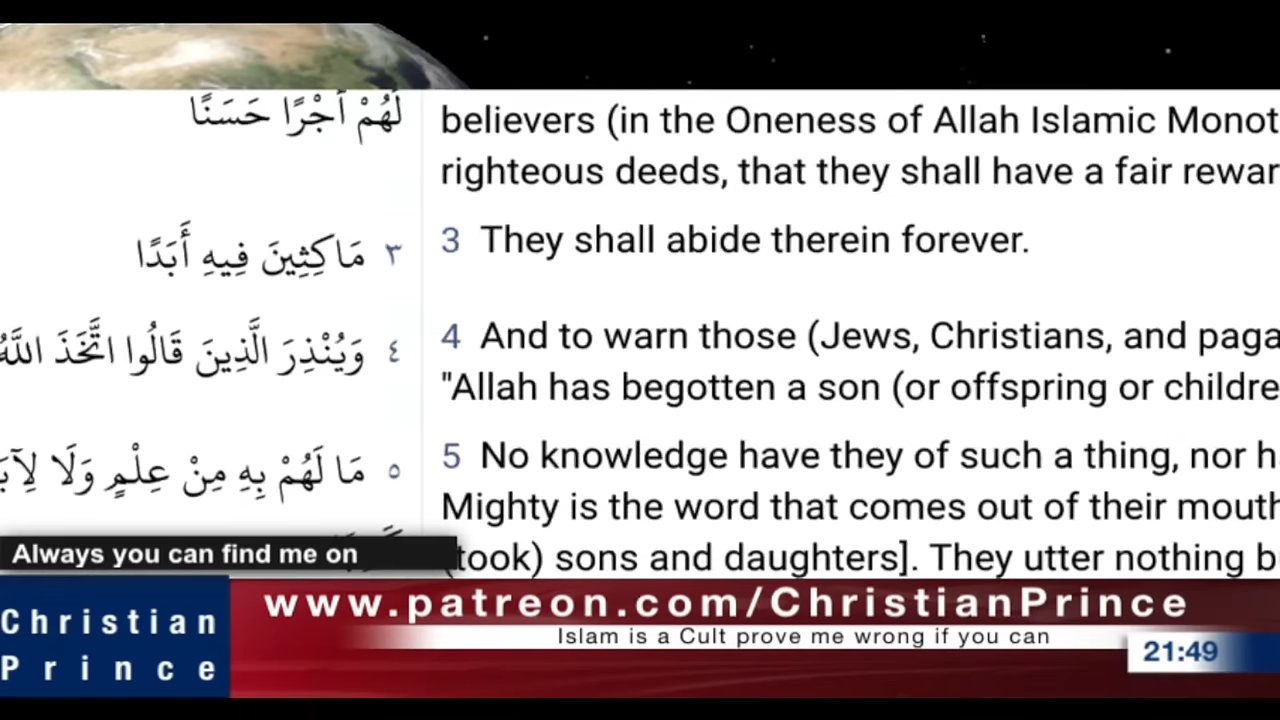 لَهُمْ أَجْرًا حَسَنًا
believers (in the Oneness of Allah Islamic Monot
righteous deeds, that they shall have a fair rewar
٣ مَاكِثِينَ فِيهِ أَبَدًا
3 They shall abide therein forever.
٤ وَيُنْذِرَ الَّذِينَ قَالُوا اتَّخَذَ اللَّهُ
4 And to warn those (Jews, Christians, and paga
"Allah has begotten a son (or offspring or childre
٥ مَا لَهُمْ بِهِ مِنْ عِلْمٍ وَلَا لِآبَ
5 No knowledge have they of such a thing, nor h
Mighty is the word that comes out of their mouth
(took) sons and daughters]. They utter nothing b
Always you can find me on
Christian
Prince
www.patreon.com/ChristianPrince
Islam is a Cult prove me wrong if you can
21:49